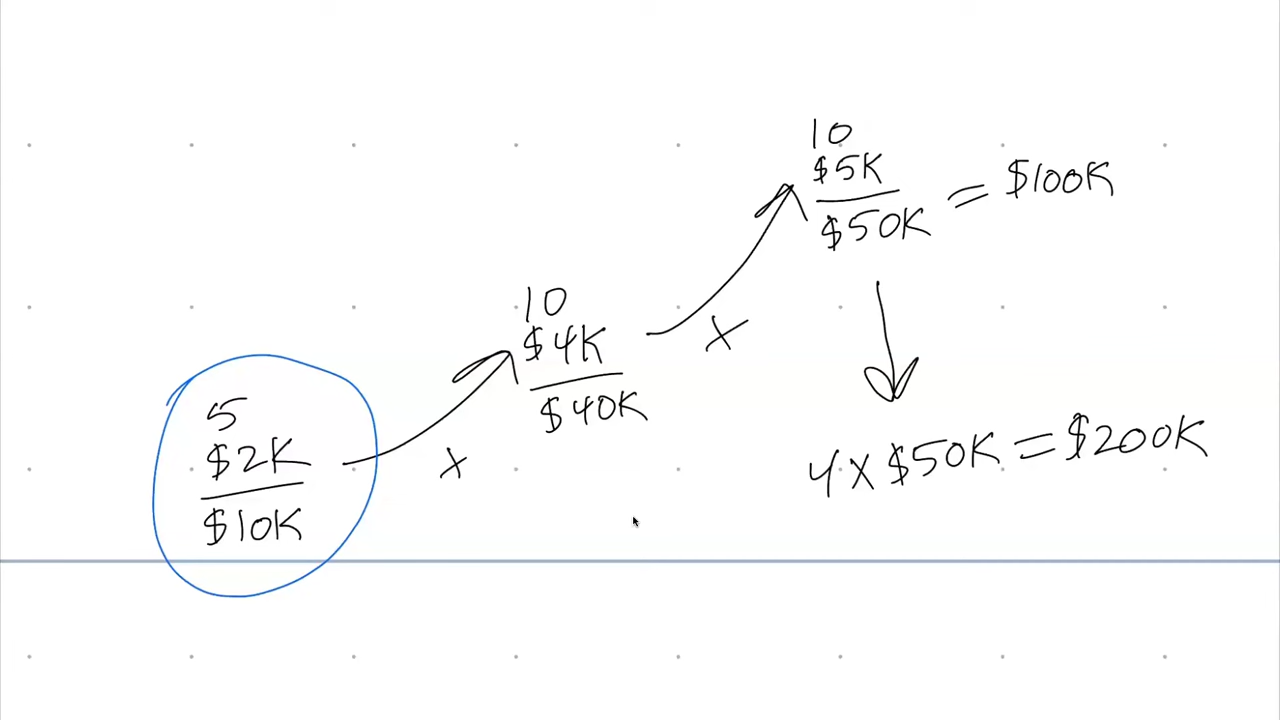 10
$5K
$50K = $100K
10
$4K
$40K
X
X
5
$2K
$10K
4 X $50K = $200K